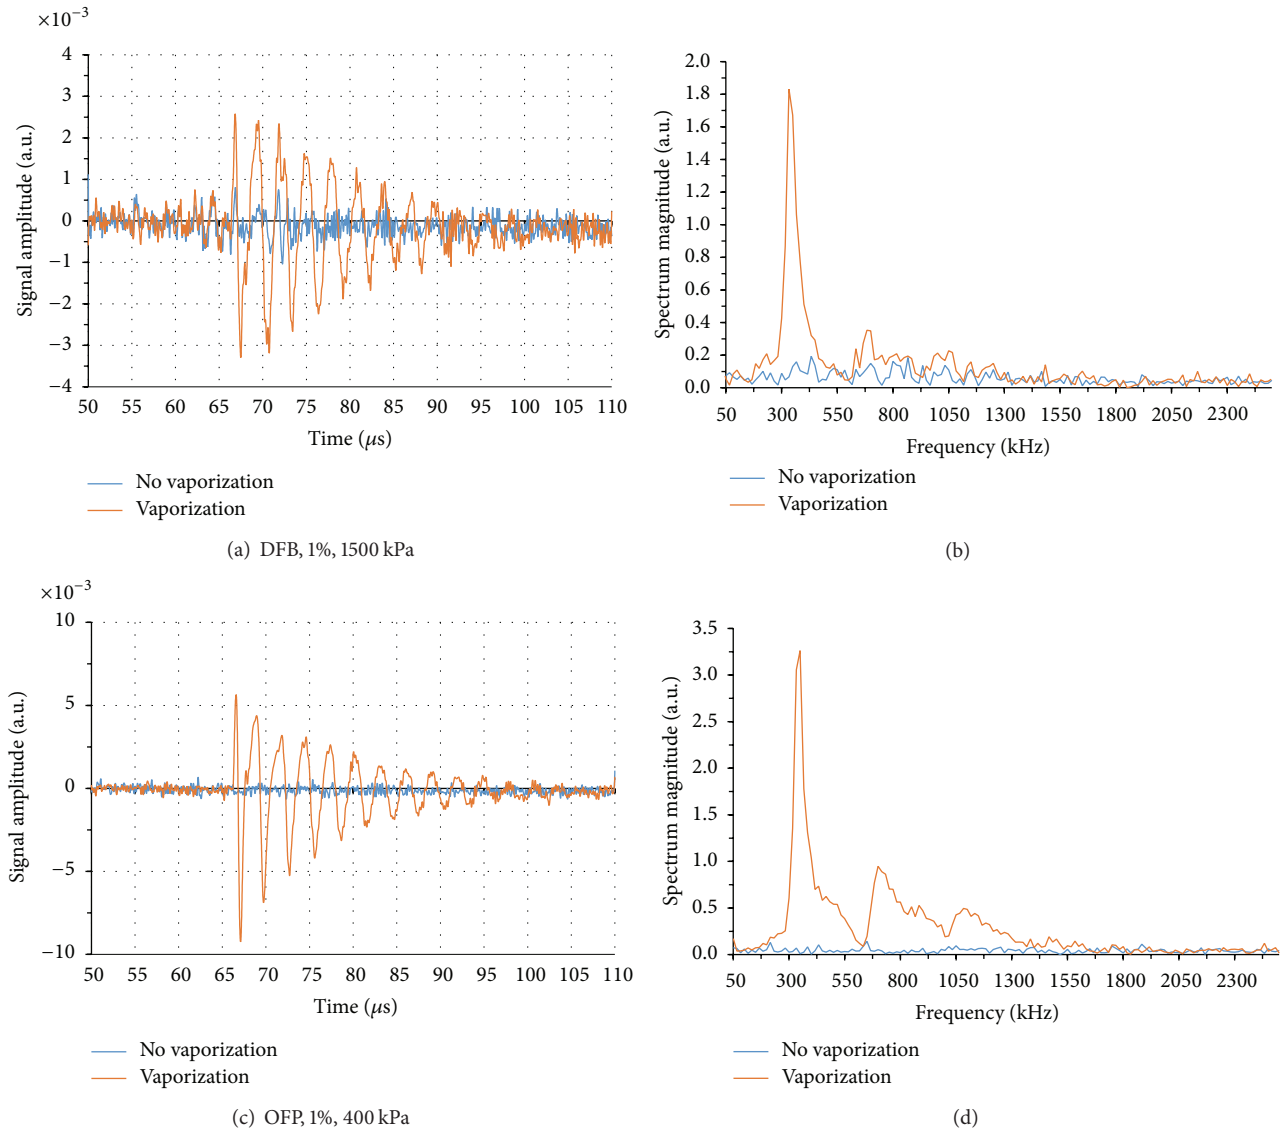 ×10−3
4
3
2
1
0
−1
−2
−3
−4
Signal amplitude (a.u.)
50 55 60 65 70 75 80 85 90 95 100 105 110
Time (μs)
No vaporization
Vaporization
(a) DFB, 1%, 1500 kPa
2.0
1.8
1.6
1.4
1.2
1.0
0.8
0.6
0.4
0.2
0.0
Spectrum magnitude (a.u.)
50 300 550 800 1050 1300 1550 1800 2050 2300
Frequency (kHz)
No vaporization
Vaporization
(b)
×10−3
10
5
0
−5
−10
Signal amplitude (a.u.)
50 55 60 65 70 75 80 85 90 95 100 105 110
Time (μs)
No vaporization
Vaporization
(c) OFP, 1%, 400 kPa
3.5
3.0
2.5
2.0
1.5
1.0
0.5
0.0
Spectrum magnitude (a.u.)
50 300 550 800 1050 1300 1550 1800 2050 2300
Frequency (kHz)
No vaporization
Vaporization
(d)